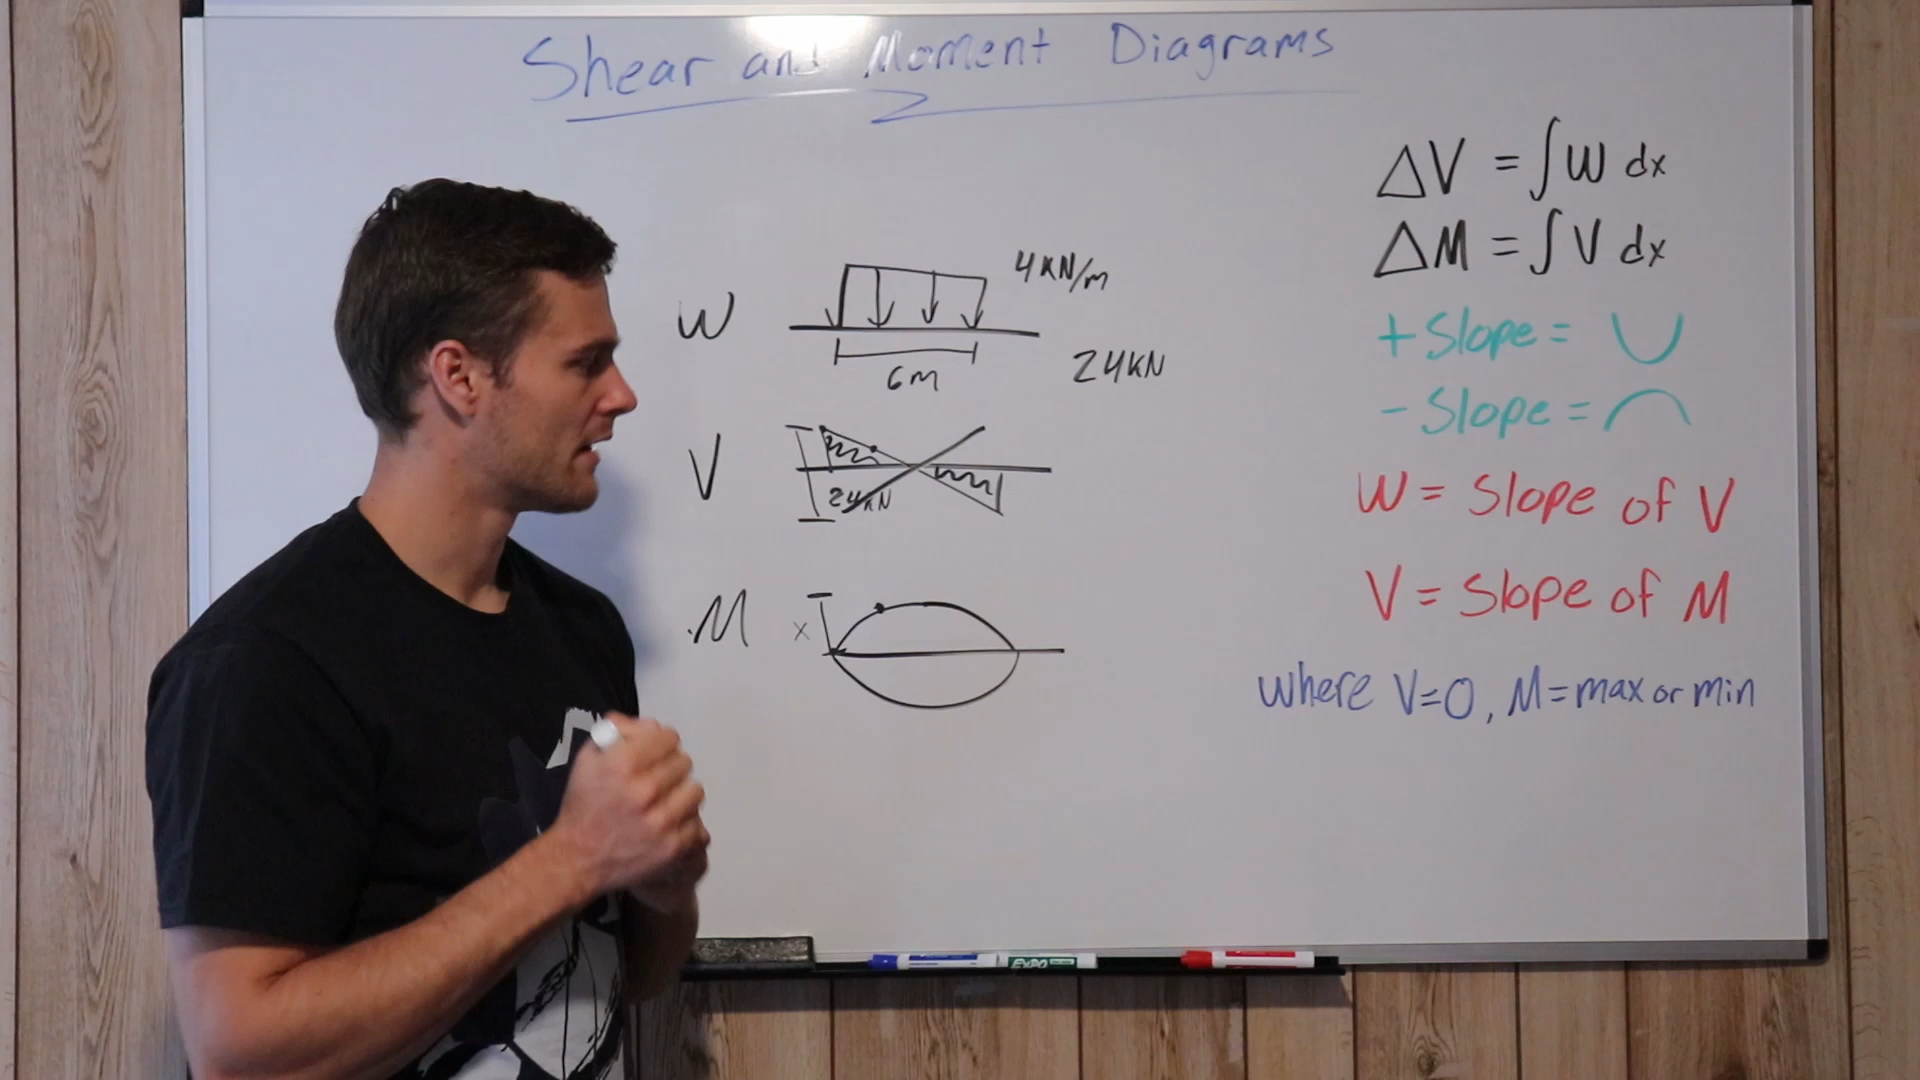 Shear and Moment Diagrams
W
4KN/m
6m
24KN
V
24KN
M
x
ΔV = ∫W dx
ΔM = ∫V dx
+ Slope =
- Slope =
W = Slope of V
V = Slope of M
where V=0, M=max or min
EXPO